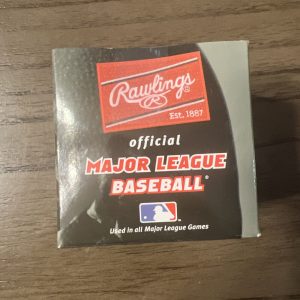 Rawlings®
Est. 1887
official
MAJOR LEAGUE
BASEBALL®
Used in all Major League Games